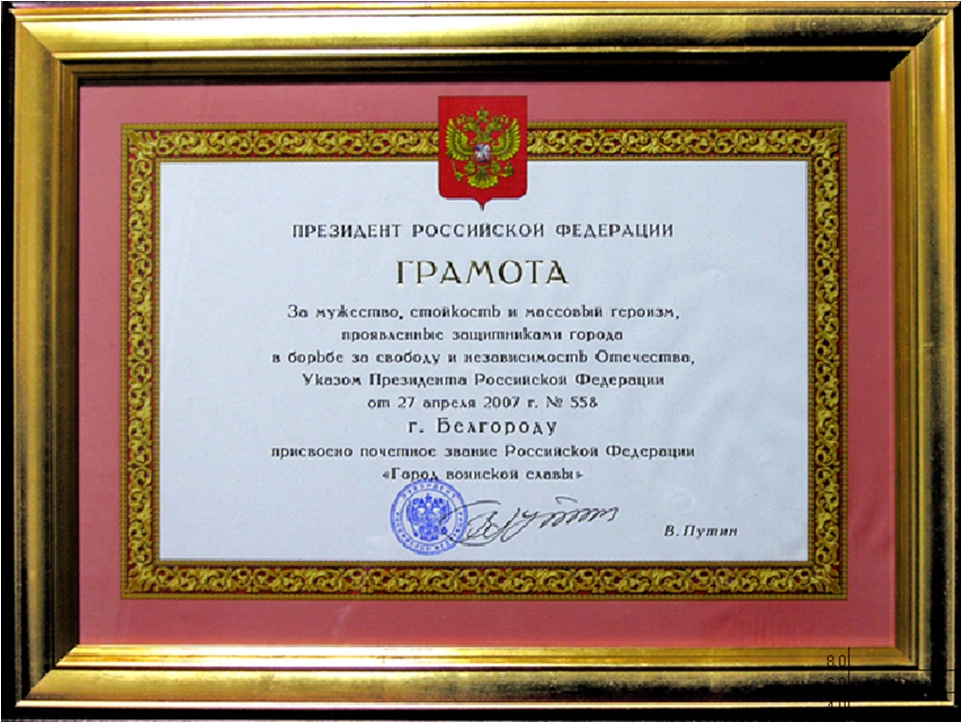 ПРЕЗИДЕНТ РОССИЙСКОЙ ФЕДЕРАЦИИ
ГРАМОТА
За мужество, стойкость и массовый героизм,
проявленные защитниками города
в борьбе за свободу и независимость Отечества,
Указом Президента Российской Федерации
от 27 апреля 2007 г. № 558
г. Белгороду
присвоено почетное звание Российской Федерации
«Город воинской славы»
В. Путин
80